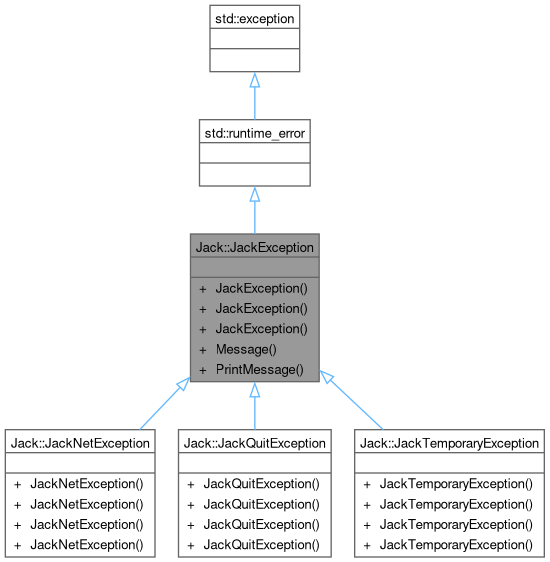 std::exception
std::runtime_error
Jack::JackException
+ JackException()
+ JackException()
+ JackException()
+ Message()
+ PrintMessage()
Jack::JackNetException
+ JackNetException()
+ JackNetException()
+ JackNetException()
+ JackNetException()
Jack::JackQuitException
+ JackQuitException()
+ JackQuitException()
+ JackQuitException()
+ JackQuitException()
Jack::JackTemporaryException
+ JackTemporaryException()
+ JackTemporaryException()
+ JackTemporaryException()
+ JackTemporaryException()